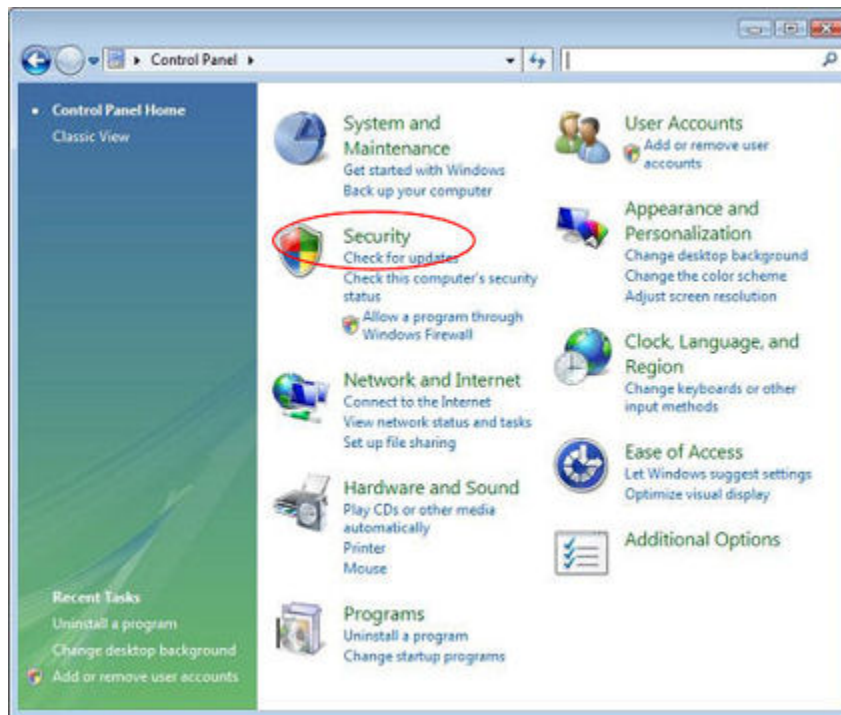 Control Panel
Control Panel Home
Classic View
System and
Maintenance
Get started with Windows
Back up your computer
Security
Check for updates
Check this computer's security
status
Allow a program through
Windows Firewall
Network and Internet
Connect to the Internet
View network status and tasks
Set up file sharing
Hardware and Sound
Play CDs or other media
automatically
Printer
Mouse
Programs
Uninstall a program
Change startup programs
User Accounts
Add or remove user
accounts
Appearance and
Personalization
Change desktop background
Change the color scheme
Adjust screen resolution
Clock, Language, and
Region
Change keyboards or other
input methods
Ease of Access
Let Windows suggest settings
Optimize visual display
Additional Options
Recent Tasks
Uninstall a program
Change desktop background
Add or remove user accounts